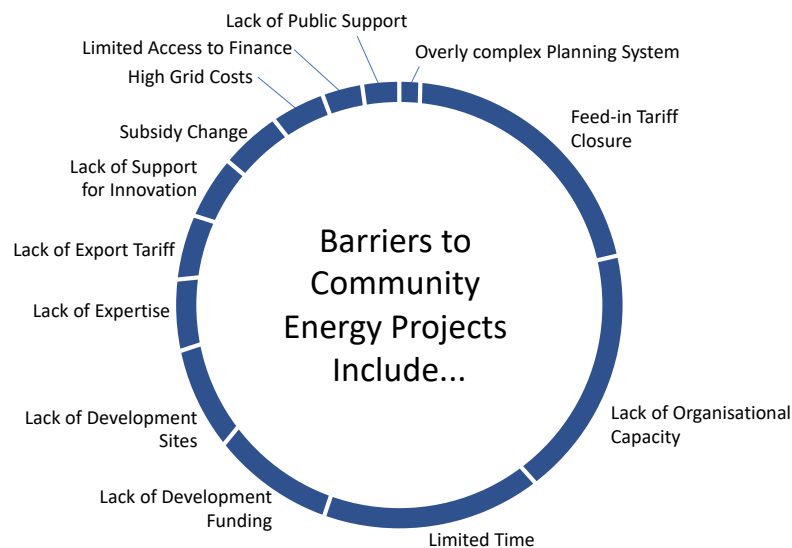 Lack of Public Support
Limited Access to Finance
Overly complex Planning System
High Grid Costs
Feed-in Tariff
Closure
Subsidy Change
Lack of Support
for Innovation
Barriers to
Community
Energy Projects
Include...
Lack of Export Tariff
Lack of Expertise
Lack of Organisational
Capacity
Lack of Development
Sites
Lack of Development
Funding
Limited Time